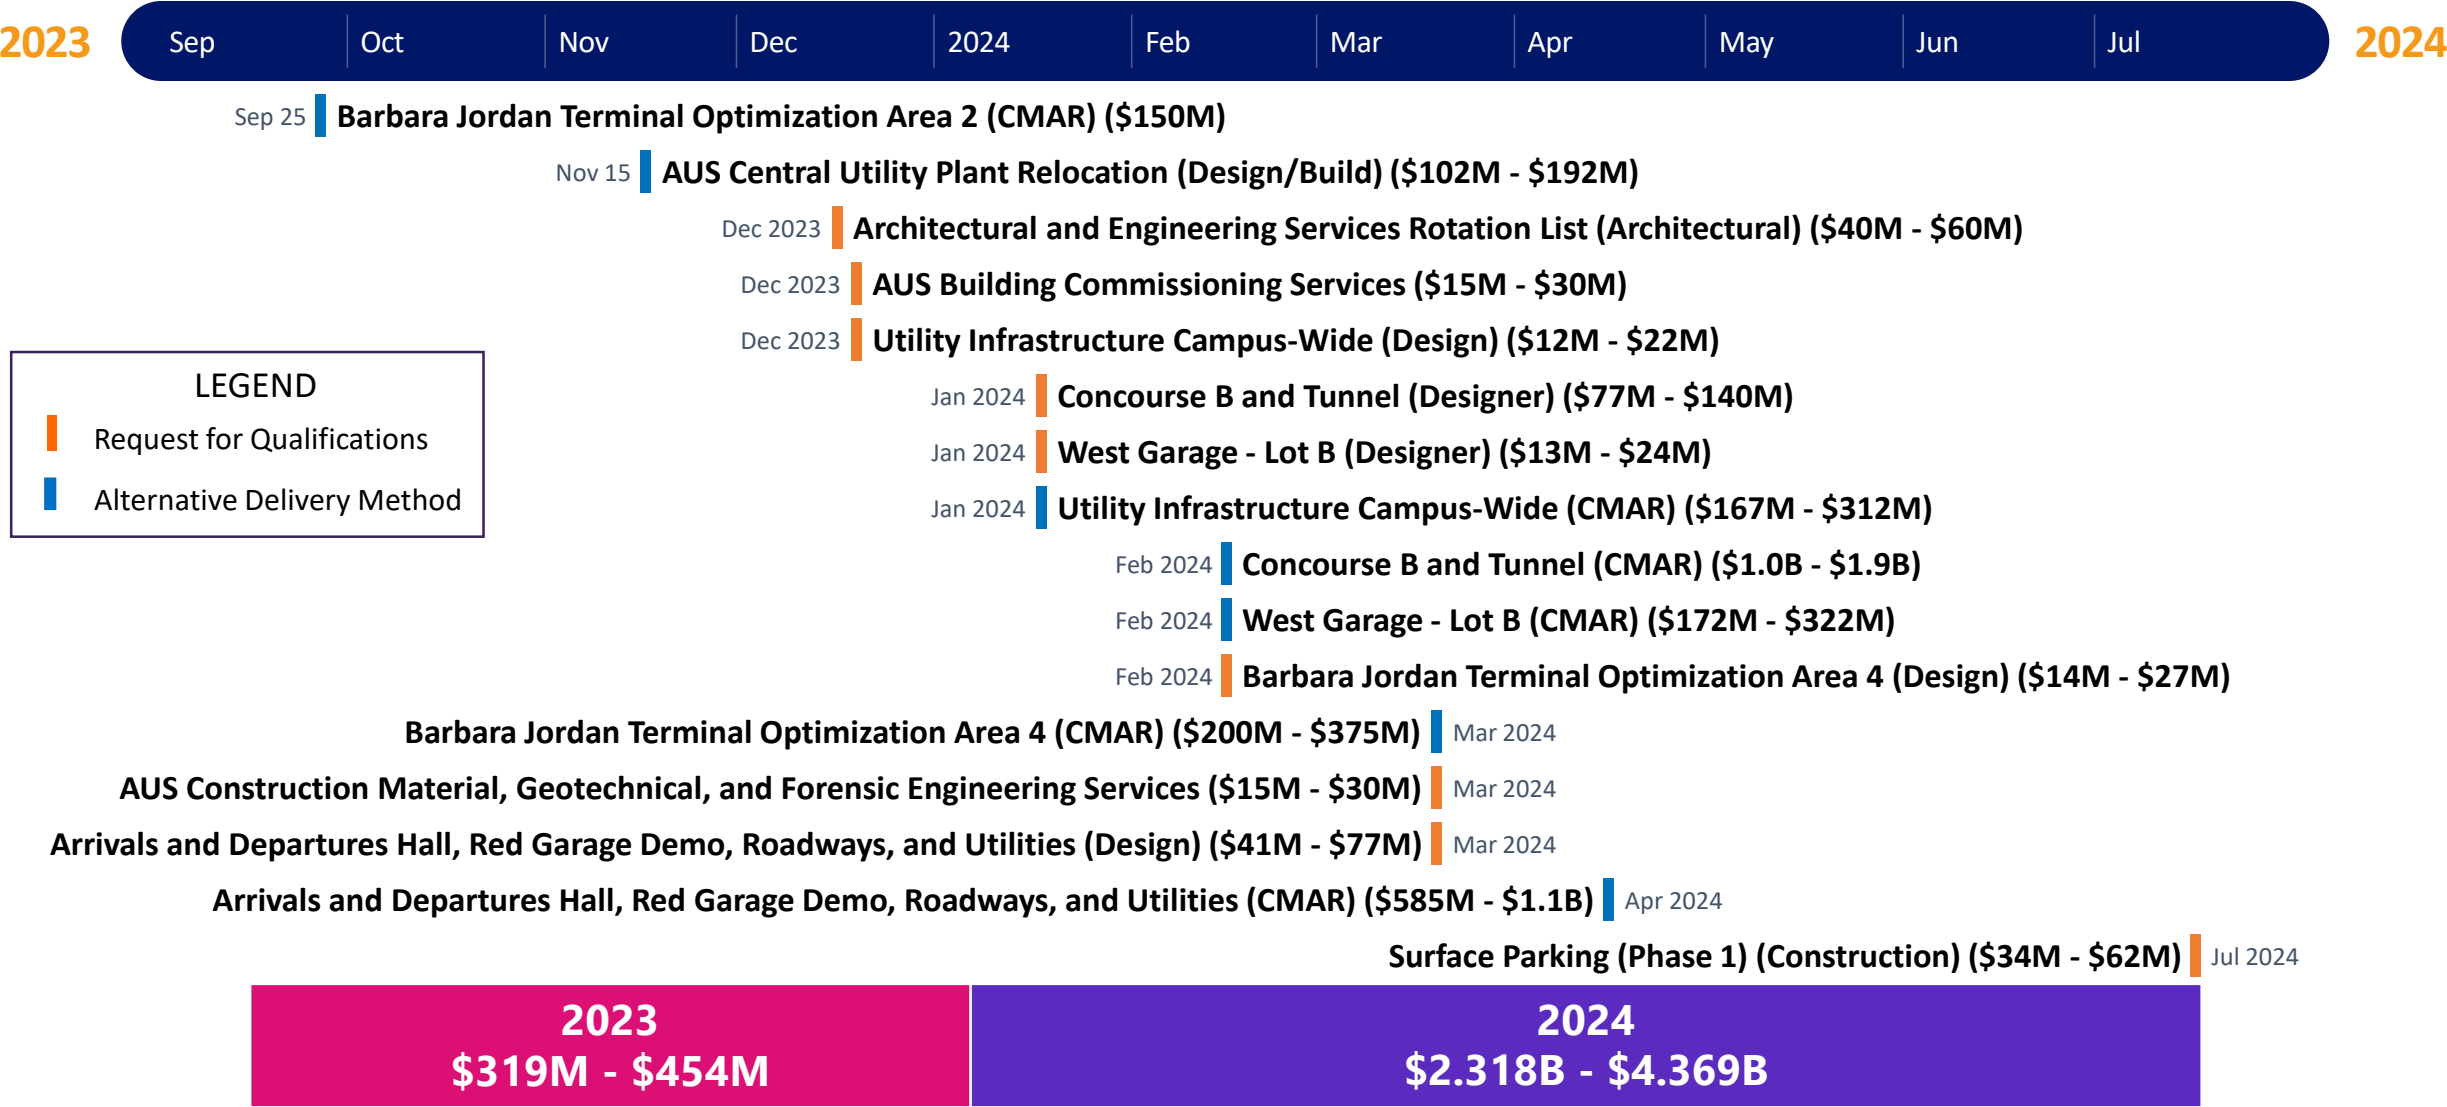 2023 Sep Oct Nov Dec 2024 Feb Mar Apr May Jun Jul 2024
Sep 25 Barbara Jordan Terminal Optimization Area 2 (CMAR) ($150M)
Nov 15 AUS Central Utility Plant Relocation (Design/Build) ($102M - $192M)
Dec 2023 Architectural and Engineering Services Rotation List (Architectural) ($40M - $60M)
Dec 2023 AUS Building Commissioning Services ($15M - $30M)
Dec 2023 Utility Infrastructure Campus-Wide (Design) ($12M - $22M)
LEGEND
Request for Qualifications
Alternative Delivery Method
Jan 2024 Concourse B and Tunnel (Designer) ($77M - $140M)
Jan 2024 West Garage - Lot B (Designer) ($13M - $24M)
Jan 2024 Utility Infrastructure Campus-Wide (CMAR) ($167M - $312M)
Feb 2024 Concourse B and Tunnel (CMAR) ($1.0B - $1.9B)
Feb 2024 West Garage - Lot B (CMAR) ($172M - $322M)
Feb 2024 Barbara Jordan Terminal Optimization Area 4 (Design) ($14M - $27M)
Barbara Jordan Terminal Optimization Area 4 (CMAR) ($200M - $375M) Mar 2024
AUS Construction Material, Geotechnical, and Forensic Engineering Services ($15M - $30M) Mar 2024
Arrivals and Departures Hall, Red Garage Demo, Roadways, and Utilities (Design) ($41M - $77M) Mar 2024
Arrivals and Departures Hall, Red Garage Demo, Roadways, and Utilities (CMAR) ($585M - $1.1B) Apr 2024
Surface Parking (Phase 1) (Construction) ($34M - $62M) Jul 2024
2023
$319M - $454M
2024
$2.318B - $4.369B